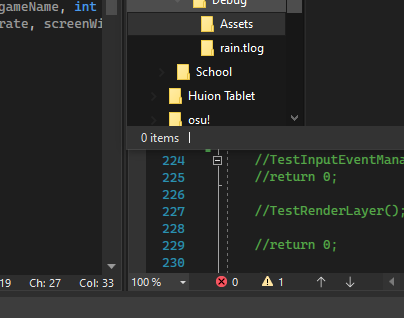 gameName, int
rate, screenWi
Debug
Assets
rain.tlog
School
Huion Tablet
osu!
0 items
224 //TestInputEventMana
225 //return 0;
226
227 //TestRenderLayer();
228
229 //return 0;
230
19 Ch: 27 Col: 33
100 % 0 1